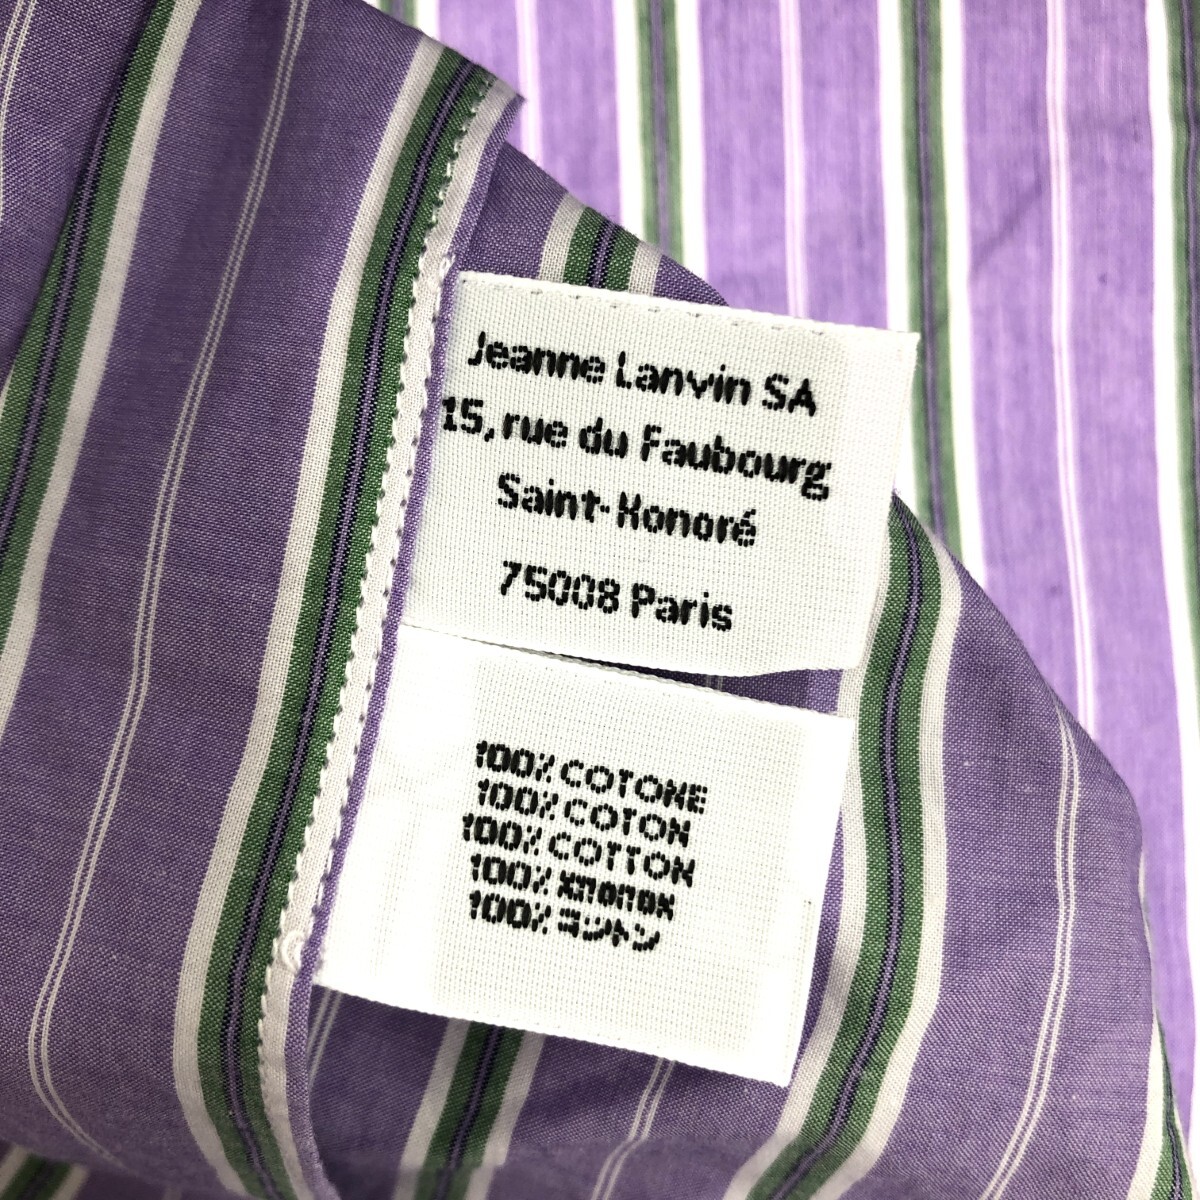 Jeanne Lanvin SA
15, rue du Faubourg
Saint-Honoré
75008 Paris
100% COTONE
100% COTON
100% COTTON
100% хлопок
100% コットン